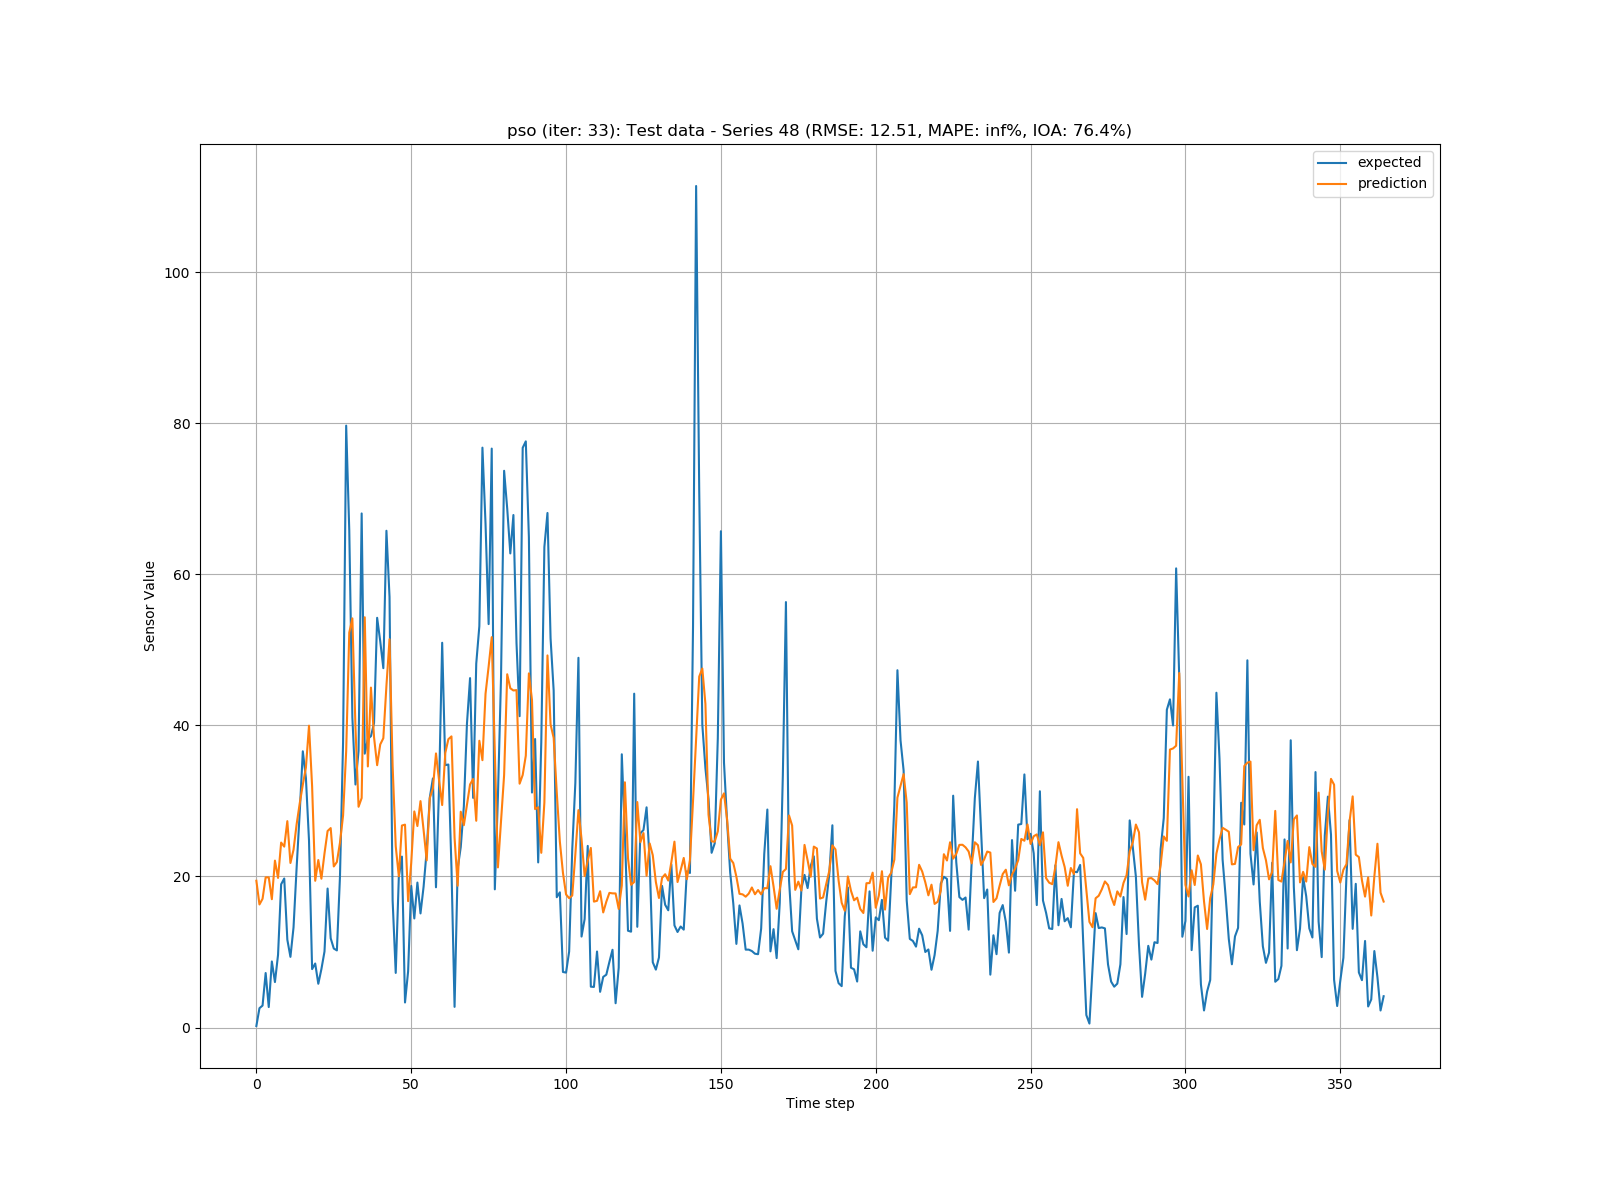 pso (iter: 33): Test data - Series 48 (RMSE: 12.51, MAPE: inf%, IOA: 76.4%)
expected
prediction
100
80
60
40
20
0
Sensor Value
0 50 100 150 200 250 300 350
Time step